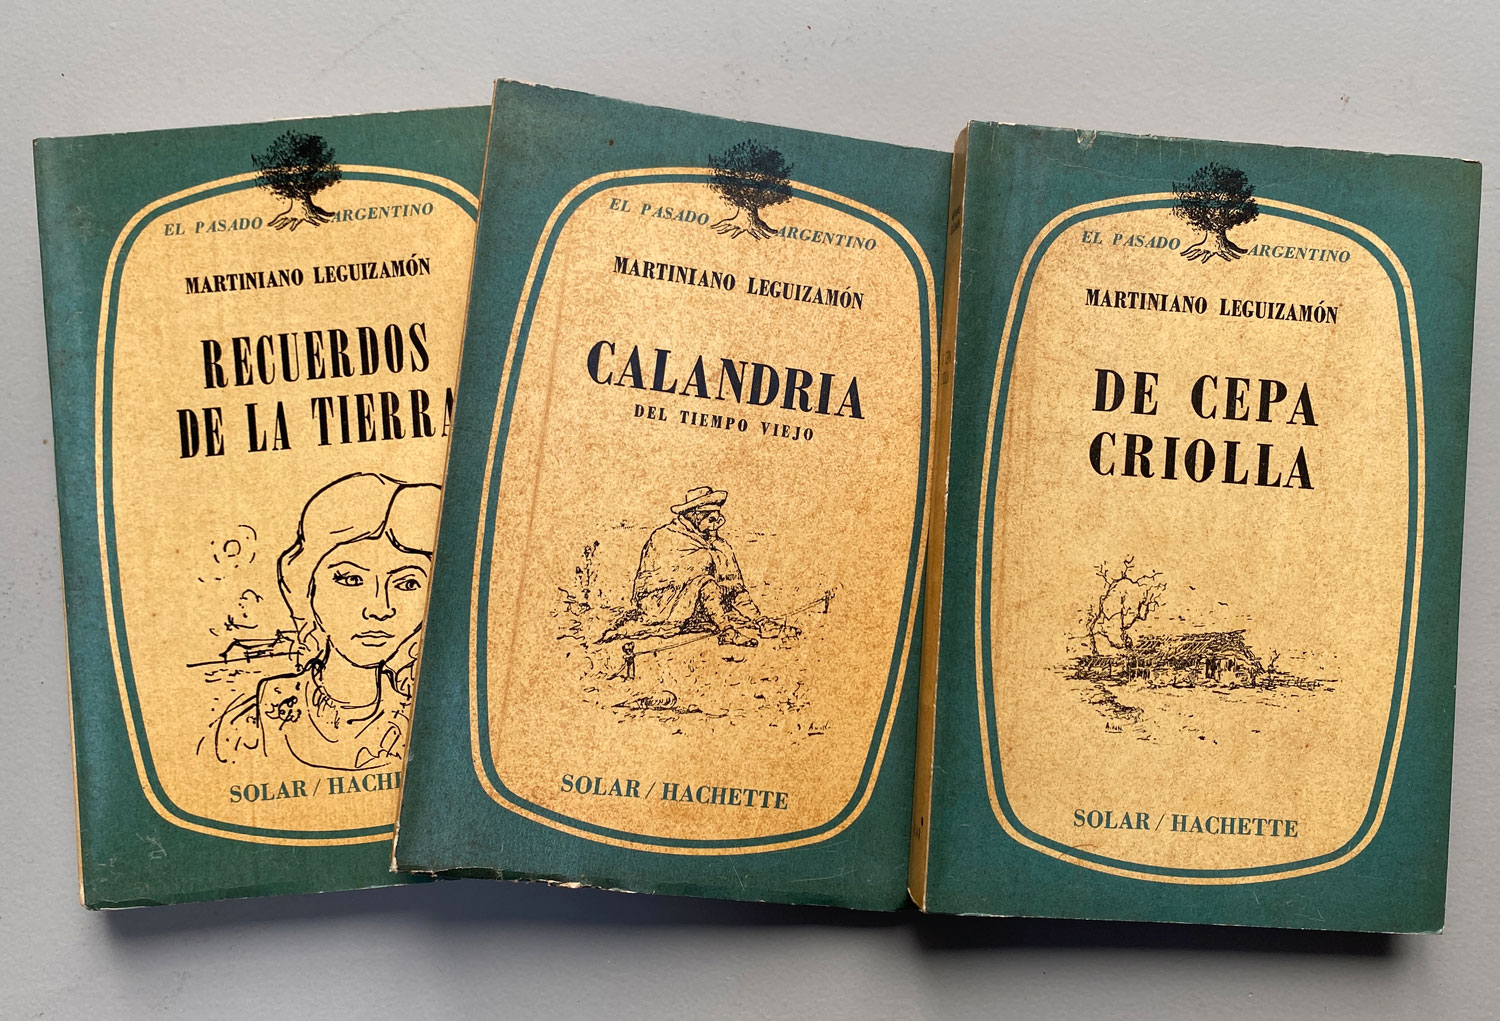 EL PASADO ARGENTINO
MARTINIANO LEGUIZAMÓN
RECUERDOS
DE LA TIERRA
SOLAR / HACHE
EL PASADO ARGENTINO
MARTINIANO LEGUIZAMÓN
CALANDRIA
DEL TIEMPO VIEJO
SOLAR / HACHETTE
EL PASADO ARGENTINO
MARTINIANO LEGUIZAMÓN
DE CEPA
CRIOLLA
SOLAR / HACHETTE